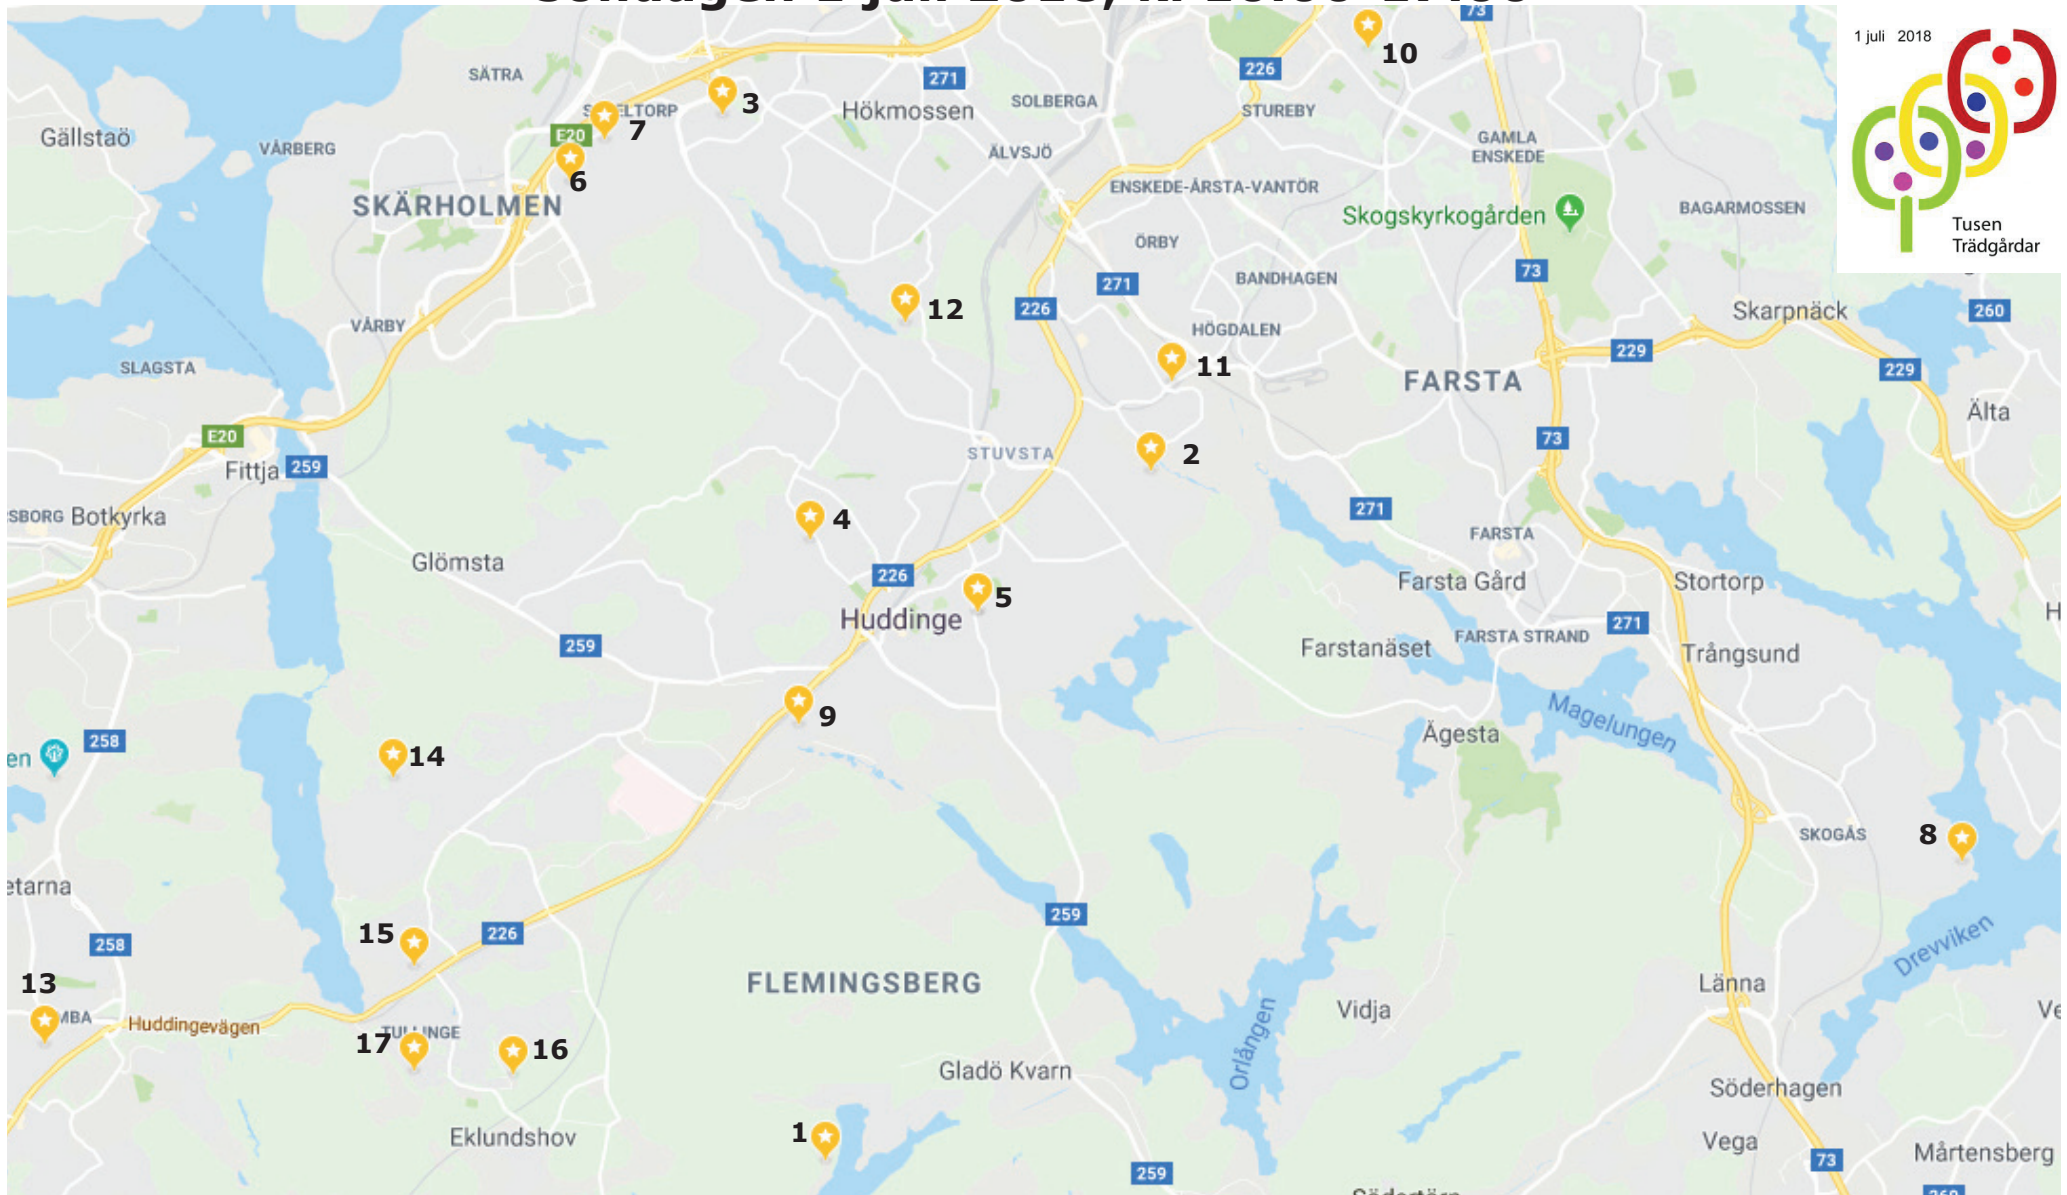 1 juli 2018
Tusen
Trädgårdar
73
10
226
SÄTRA
271
3
SOLBERGA
Hökmossen
STUREBY
7
E20
Gällstaö
VÅRBERG
GAMLA
ENSKEDE
ÄLVSJÖ
6
SKÄRHOLMEN
ENSKEDE-ÅRSTA-VANTÖR
Skogskyrkogården
BAGARMOSSEN
ÖRBY
73
BANDHAGEN
271
226
12
Skarpnäck
260
VÅRBY
HÖGDALEN
229
SLAGSTA
11
229
FARSTA
Älta
E20
73
STUVSTA
2
Fittja
259
271
Botkyrka
4
FARSTA
Glömsta
226
Farsta Gård
Stortorp
5
Huddinge
271
FARSTA STRAND
259
Farstanäset
Trångsund
9
Magelungen
Ägesta
258
14
8
SKOGÅS
259
15
226
258
Drevviken
13
FLEMINGSBERG
Länna
Vidja
Huddingevägen
17
16
Orlången
Gladö Kvarn
Söderhagen
Eklundshov
1
Vega
Mårtensberg
73
259